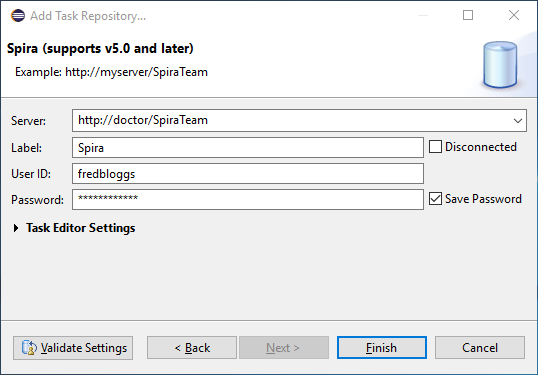 Add Task Repository...
Spira (supports v5.0 and later)
Example: http://myserver/SpiraTeam
Server: http://doctor/SpiraTeam
Label: Spira Disconnected
User ID: fredbloggs
Password: ************ Save Password
Task Editor Settings
Validate Settings < Back Next > Finish Cancel